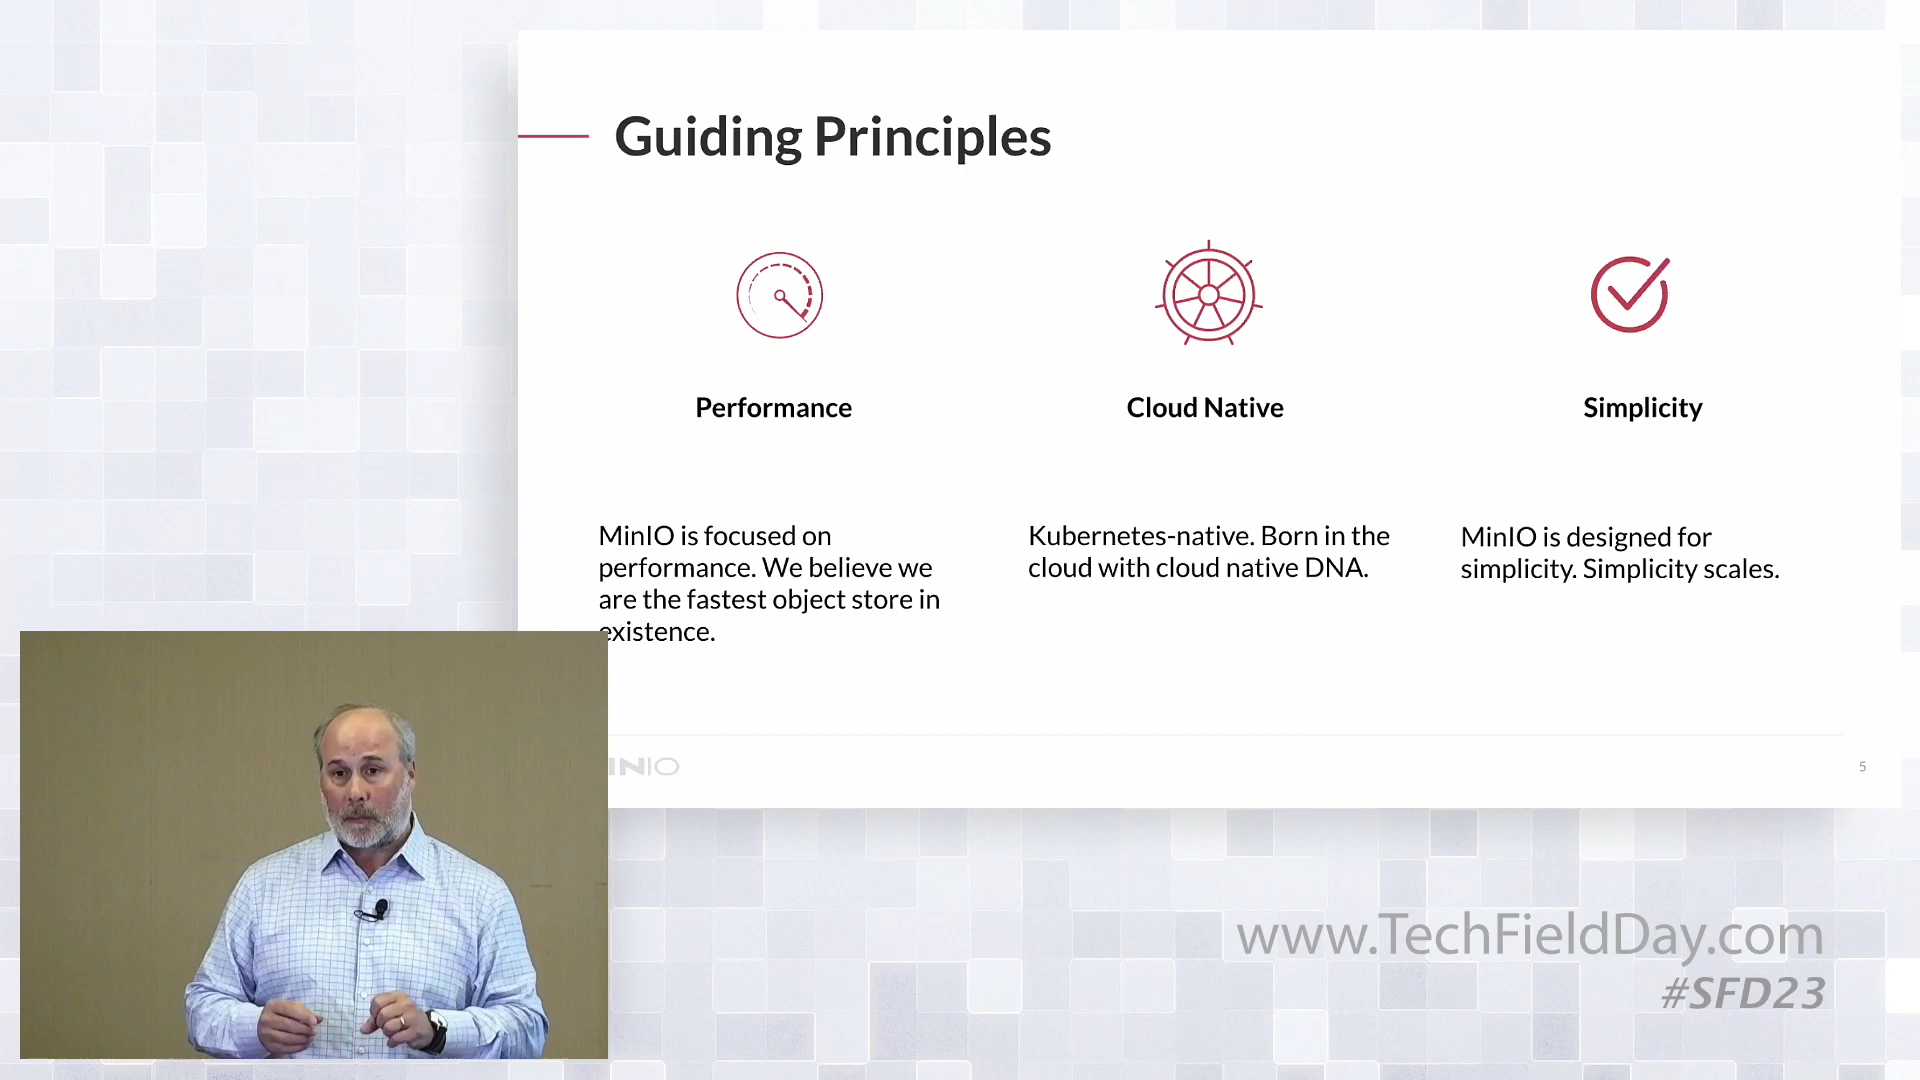 Guiding Principles
Performance
Cloud Native
Simplicity
MinIO is focused on
performance. We believe we
are the fastest object store in
existence.
Kubernetes-native. Born in the
cloud with cloud native DNA.
MinIO is designed for
simplicity. Simplicity scales.
INIO
5
www.TechFieldDay.com
#SFD23